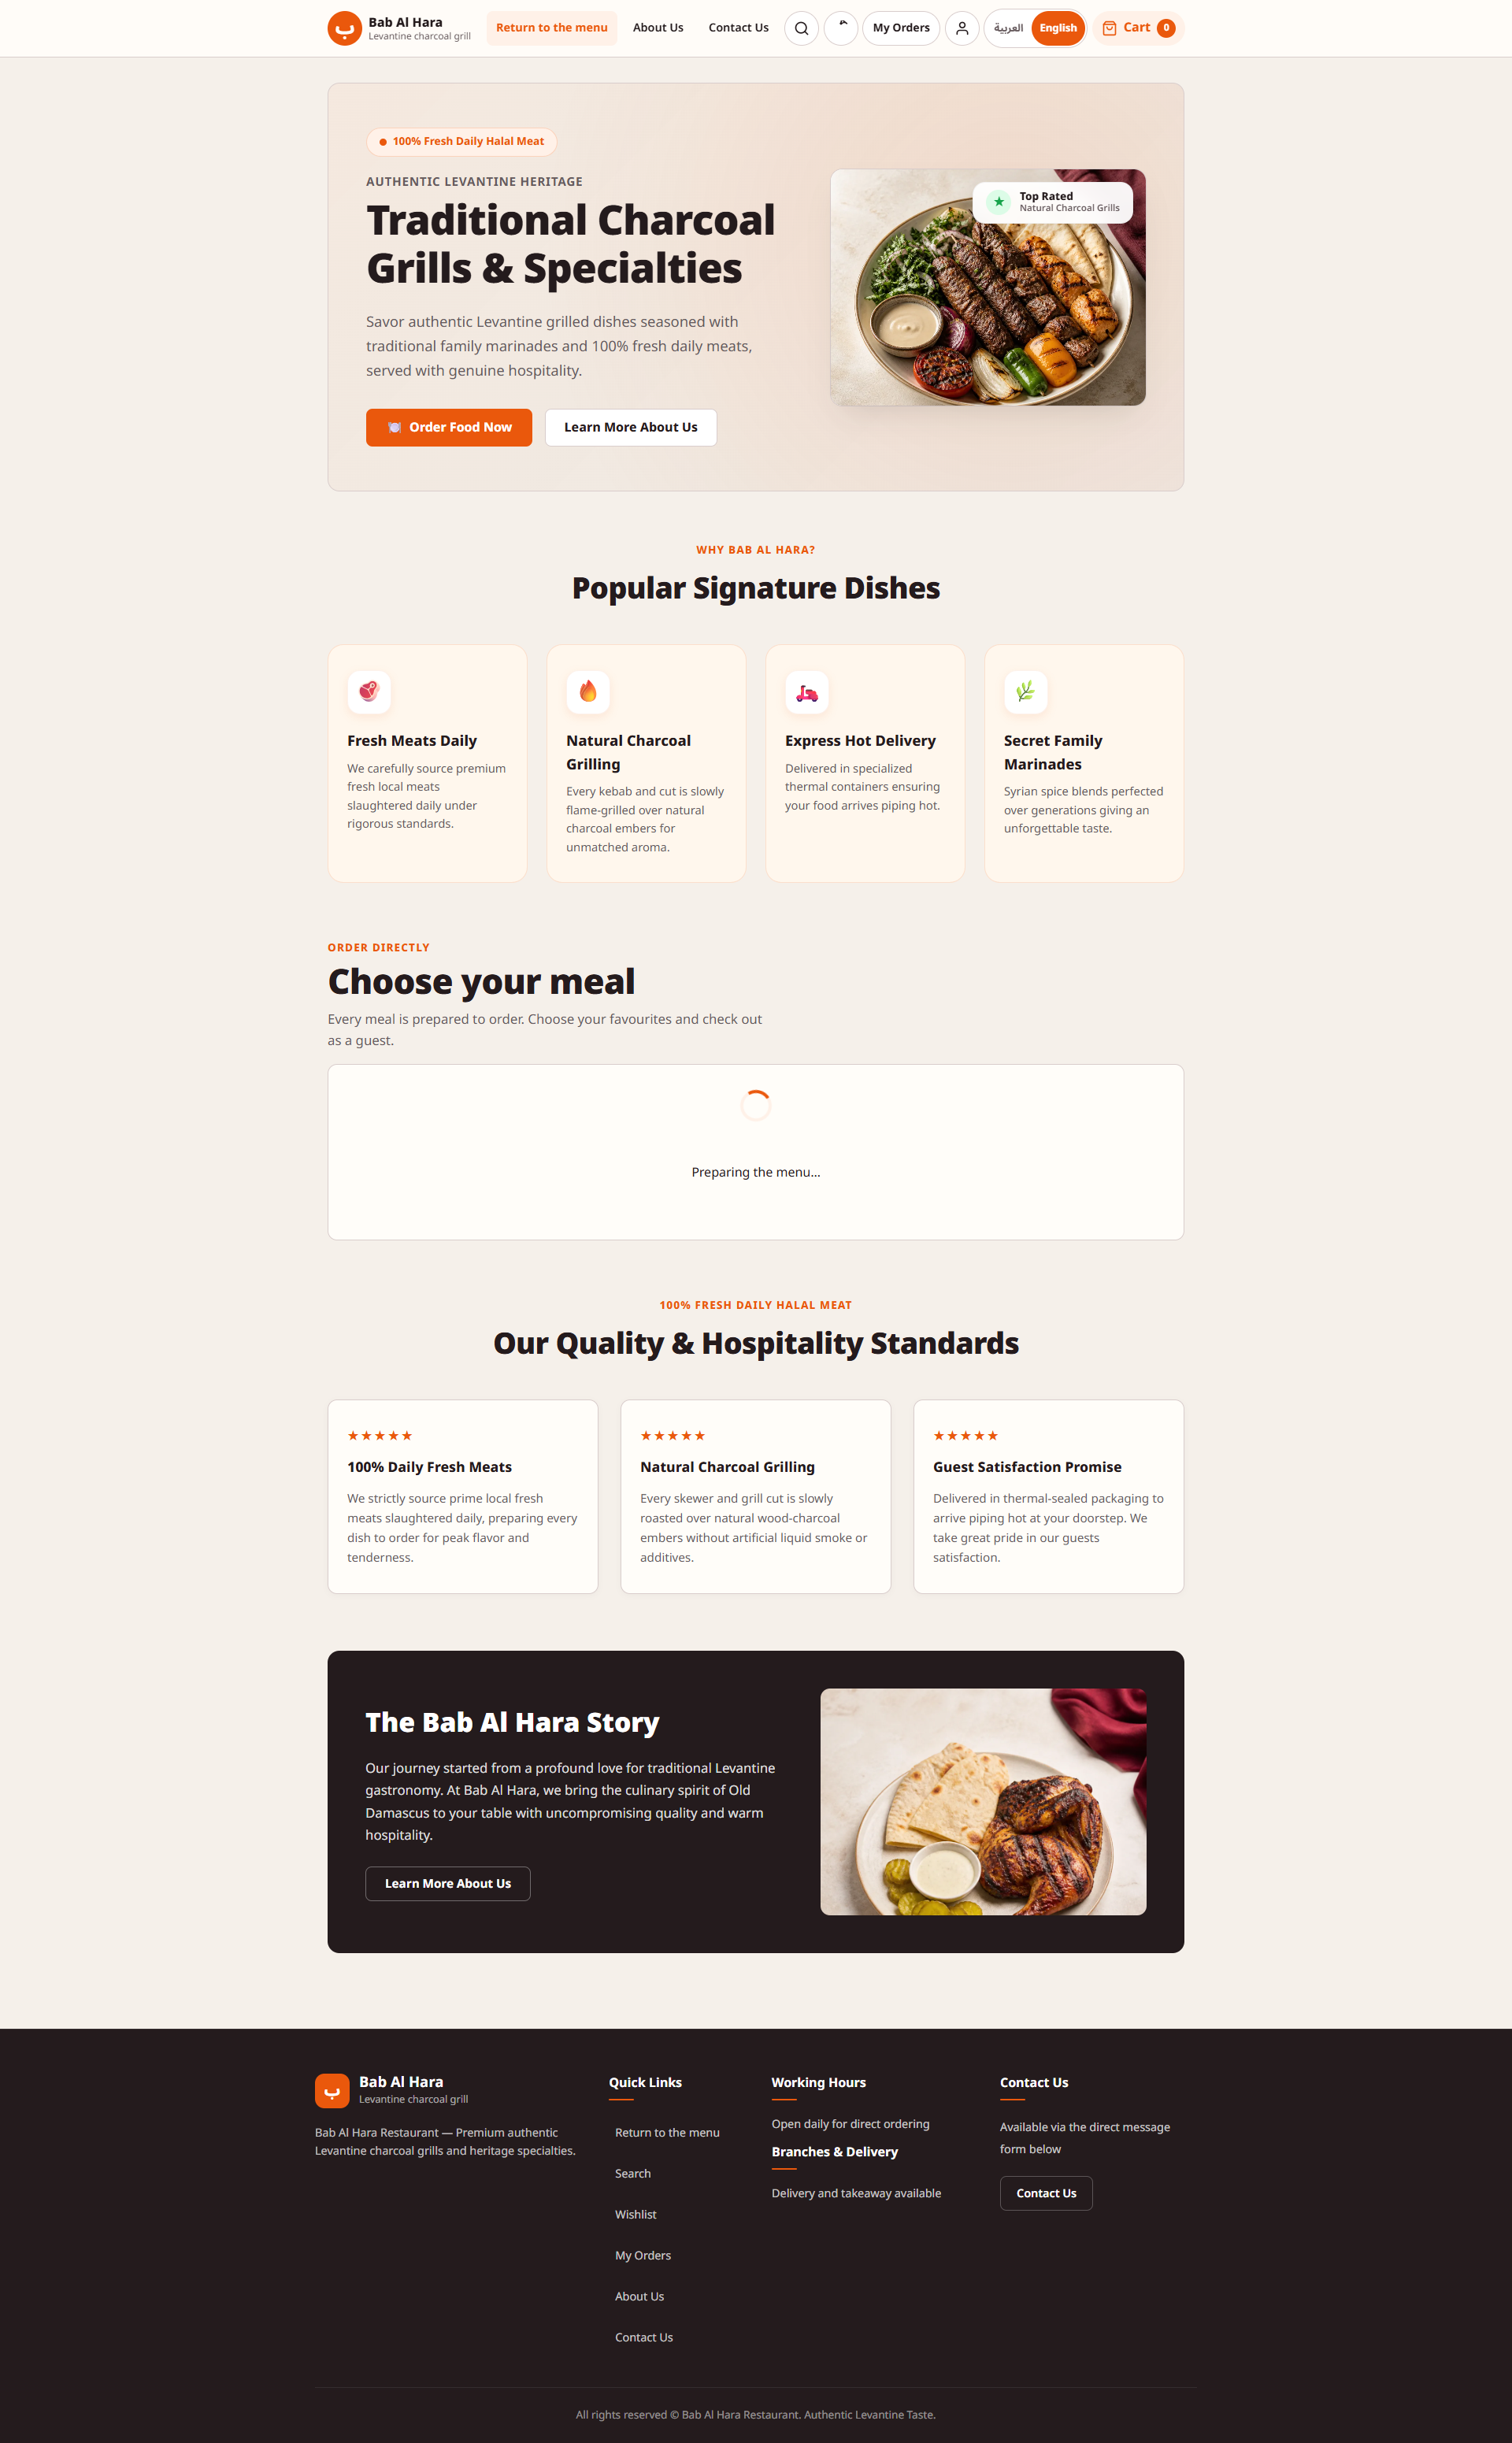 ب
Bab Al Hara
Levantine charcoal grill
Return to the menu
About Us
Contact Us
My Orders
العربية
English
Cart
0
100% Fresh Daily Halal Meat
AUTHENTIC LEVANTINE HERITAGE
Traditional Charcoal
Grills & Specialties
Savor authentic Levantine grilled dishes seasoned with
traditional family marinades and 100% fresh daily meats,
served with genuine hospitality.
Order Food Now
Learn More About Us
Top Rated
Natural Charcoal Grills
WHY BAB AL HARA?
Popular Signature Dishes
Fresh Meats Daily
We carefully source premium
fresh local meats
slaughtered daily under
rigorous standards.
Natural Charcoal
Grilling
Every kebab and cut is slowly
flame-grilled over natural
charcoal embers for
unmatched aroma.
Express Hot Delivery
Delivered in specialized
thermal containers ensuring
your food arrives piping hot.
Secret Family
Marinades
Syrian spice blends perfected
over generations giving an
unforgettable taste.
ORDER DIRECTLY
Choose your meal
Every meal is prepared to order. Choose your favourites and check out
as a guest.
Preparing the menu...
100% FRESH DAILY HALAL MEAT
Our Quality & Hospitality Standards
★★★★★
100% Daily Fresh Meats
We strictly source prime local fresh
meats slaughtered daily, preparing every
dish to order for peak flavor and
tenderness.
★★★★★
Natural Charcoal Grilling
Every skewer and grill cut is slowly
roasted over natural wood-charcoal
embers without artificial liquid smoke or
additives.
★★★★★
Guest Satisfaction Promise
Delivered in thermal-sealed packaging to
arrive piping hot at your doorstep. We
take great pride in our guests
satisfaction.
The Bab Al Hara Story
Our journey started from a profound love for traditional Levantine
gastronomy. At Bab Al Hara, we bring the culinary spirit of Old
Damascus to your table with uncompromising quality and warm
hospitality.
Learn More About Us
ب
Bab Al Hara
Levantine charcoal grill
Bab Al Hara Restaurant — Premium authentic
Levantine charcoal grills and heritage specialties.
Quick Links
Return to the menu
Search
Wishlist
My Orders
About Us
Contact Us
Working Hours
Open daily for direct ordering
Branches & Delivery
Delivery and takeaway available
Contact Us
Available via the direct message
form below
Contact Us
All rights reserved © Bab Al Hara Restaurant. Authentic Levantine Taste.